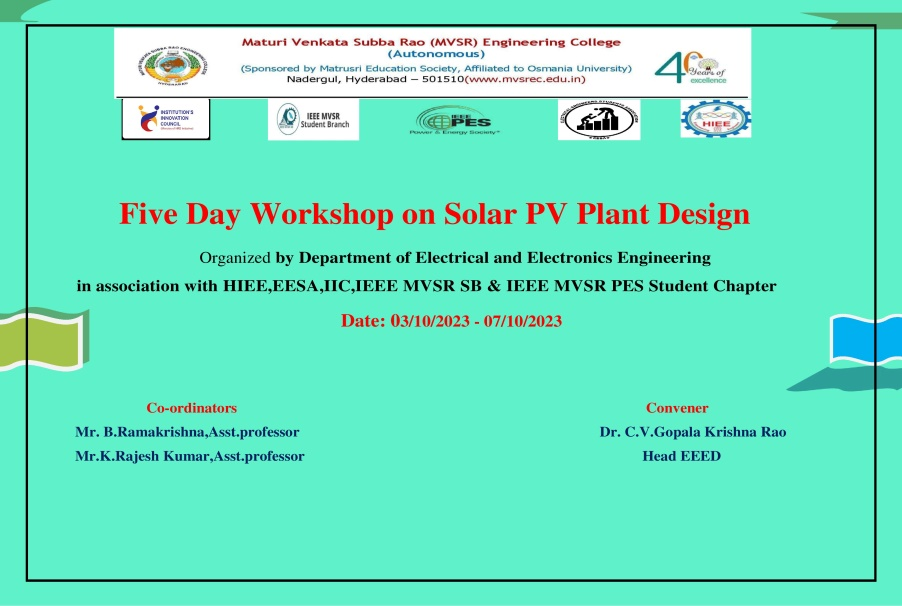 Maturi Venkata Subba Rao (MVSR) Engineering College
(Autonomous)
(Sponsored by Matrusri Education Society, Affiliated to Osmania University)
Nadergul, Hyderabad – 501510(www.mvsrec.edu.in)
Years of
excellence
INSTITUTION'S
INNOVATION
COUNCIL
IEEE MVSR
Student Branch
IEEE
PES
Power & Energy Society
HIEE
Five Day Workshop on Solar PV Plant Design
Organized by Department of Electrical and Electronics Engineering
in association with HIEE,EESA,IIC,IEEE MVSR SB & IEEE MVSR PES Student Chapter
Date: 03/10/2023 - 07/10/2023
Co-ordinators
Mr. B.Ramakrishna,Asst.professor
Mr.K.Rajesh Kumar,Asst.professor
Convener
Dr. C.V.Gopala Krishna Rao
Head EEED